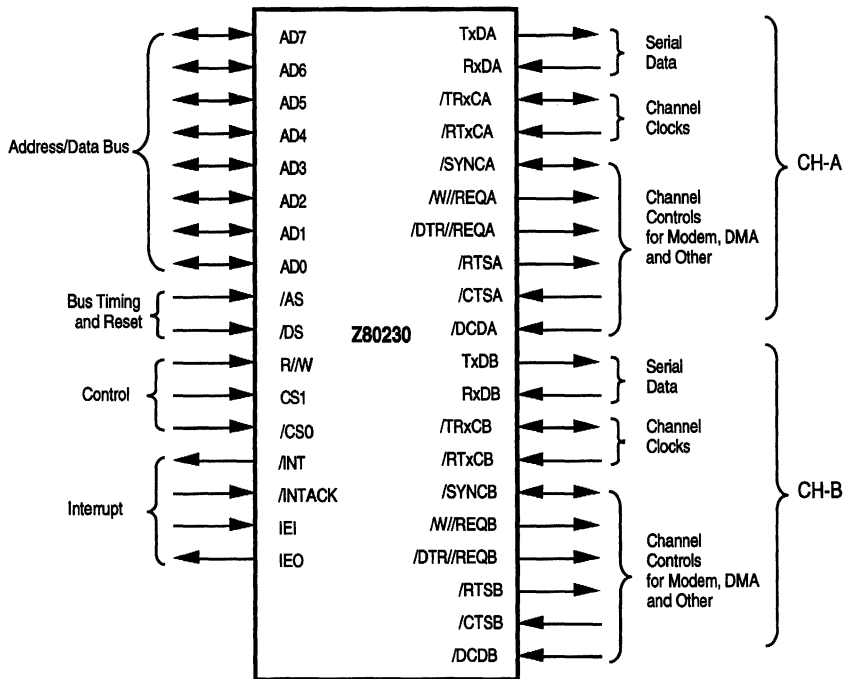 Address/Data Bus
Bus Timing
and Reset
Control
Interrupt
AD7
AD6
AD5
AD4
AD3
AD2
AD1
AD0
/AS
/DS
R//W
CS1
/CS0
/INT
/INTACK
IEI
IEO
Z80230
TxDA
RxDA
/TRxCA
/RTxCA
/SYNCA
/W//REQA
/DTR//REQA
/RTSA
/CTSA
/DCDA
TxDB
RxDB
/TRxCB
/RTxCB
/SYNCB
/W//REQB
/DTR//REQB
/RTSB
/CTSB
/DCDB
Serial
Data
Channel
Clocks
Channel
Controls
for Modem, DMA
and Other
CH-A
Serial
Data
Channel
Clocks
Channel
Controls
for Modem, DMA
and Other
CH-B